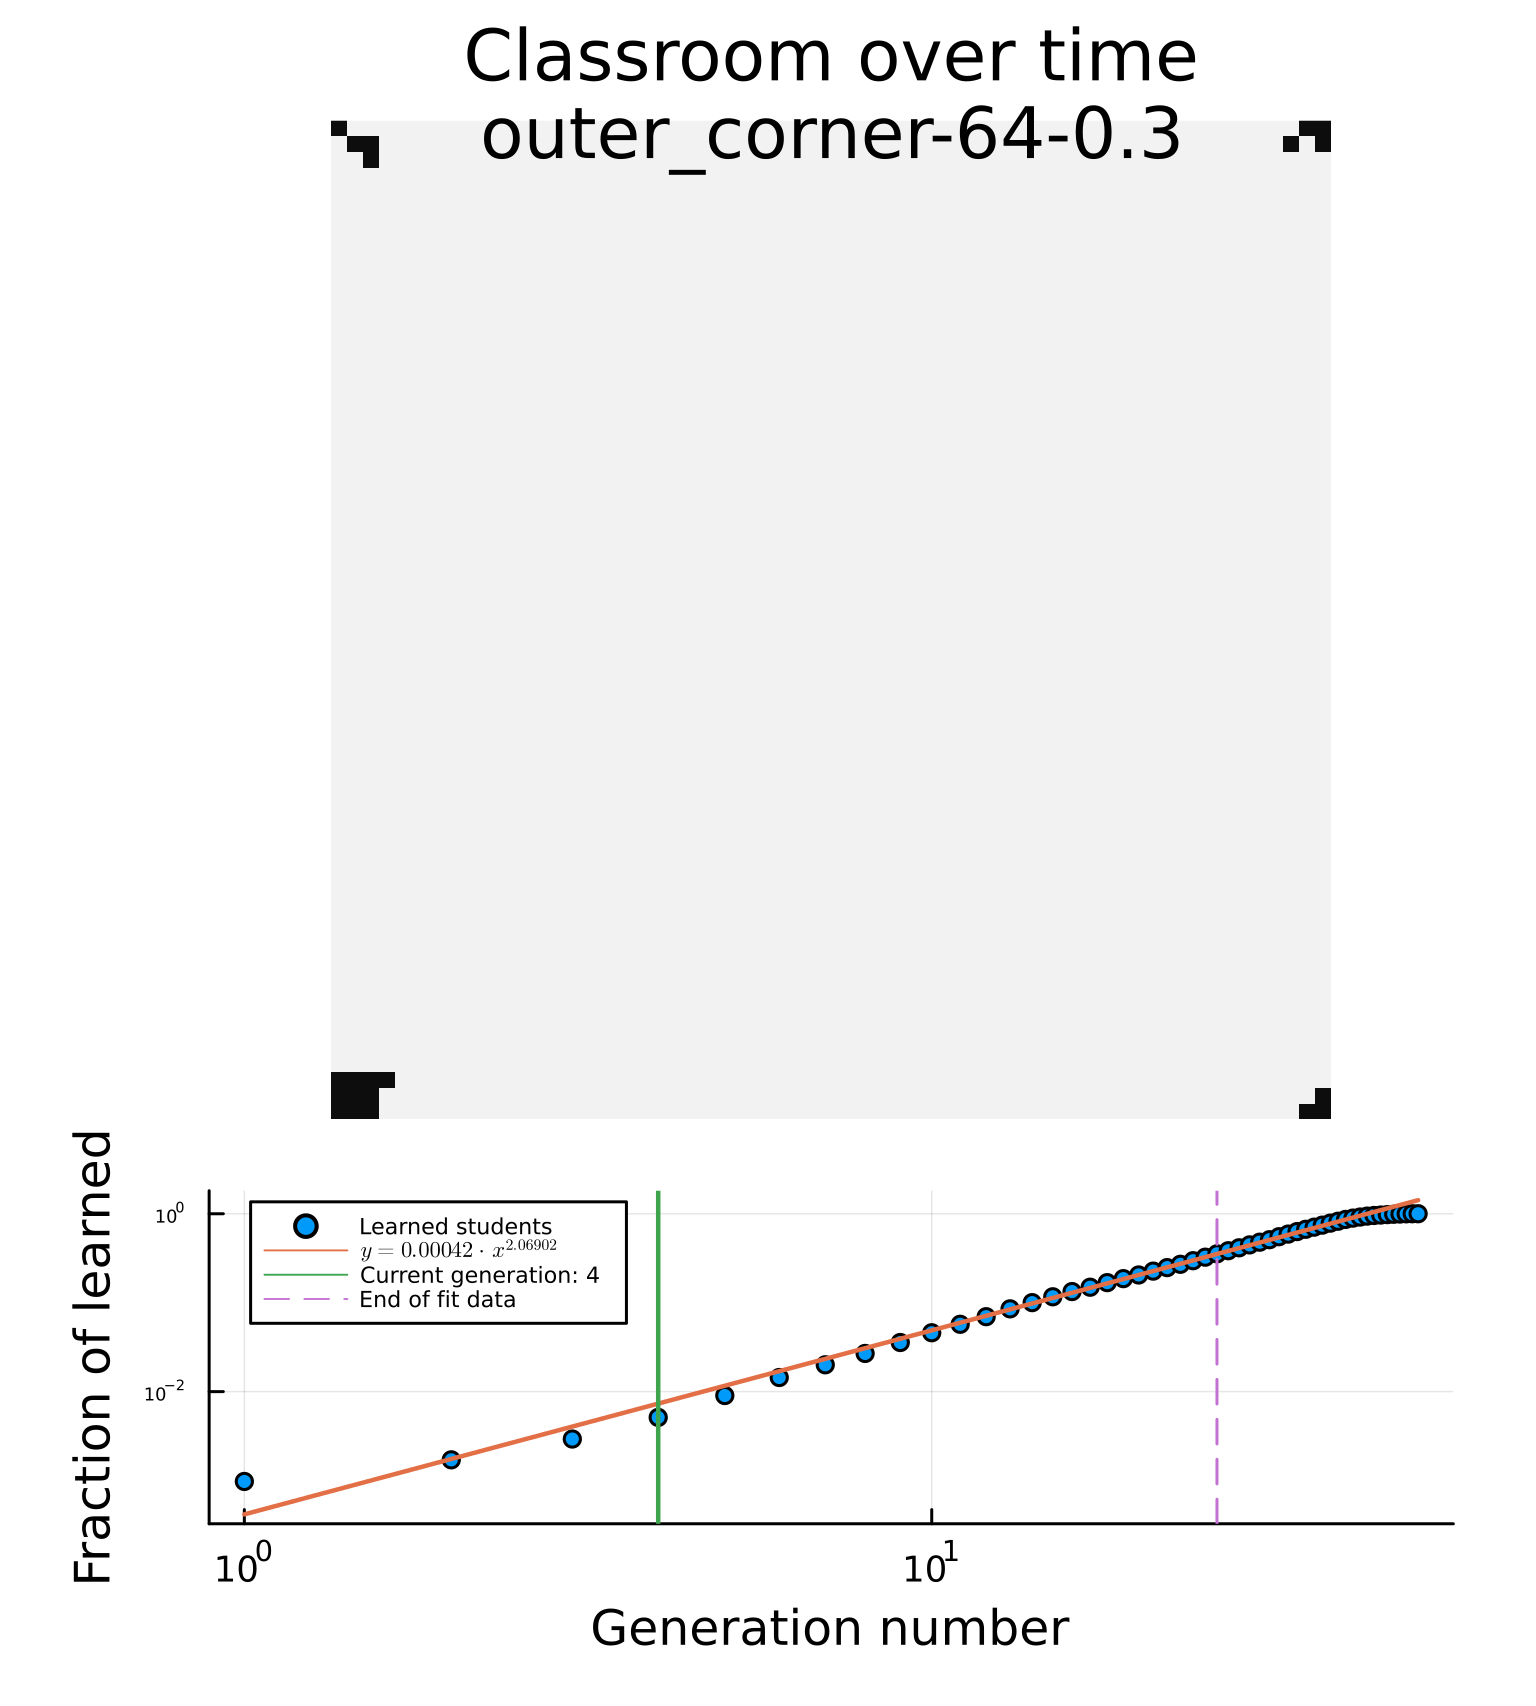 Classroom over time
outer_corner-64-0.3
Fraction of learned
10⁰
10⁻²
Learned students
y = 0.00042 · x^2.06902
Current generation: 4
End of fit data
10⁰
10¹
Generation number